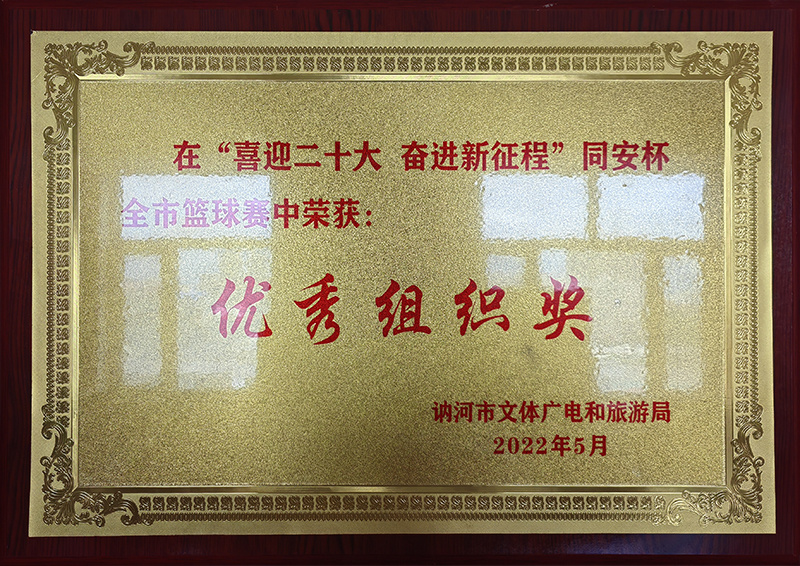 在“喜迎二十大 奋进新征程”同安杯
全市篮球赛中荣获：
优秀组织奖
讷河市文体广电和旅游局
2022年5月